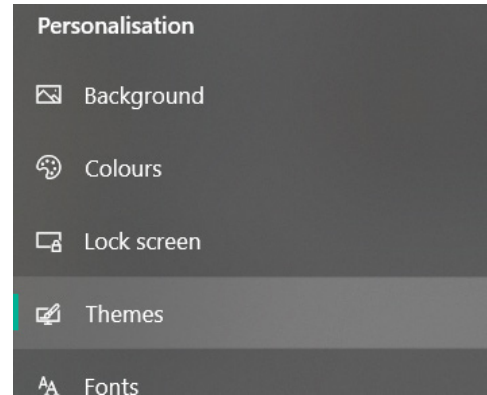 Personalisation
Background
Colours
Lock screen
Themes
Fonts